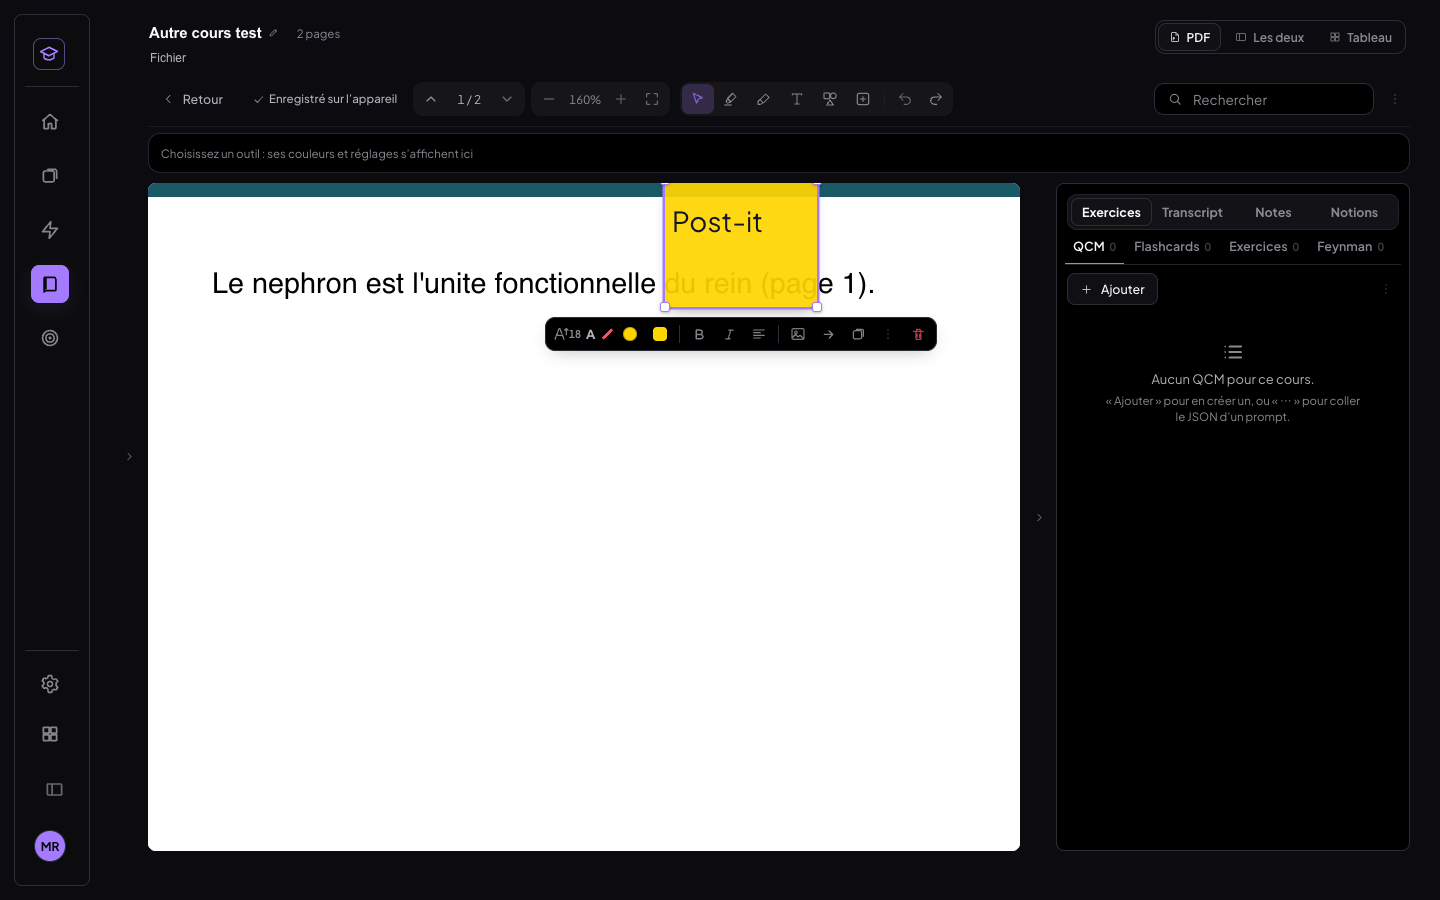 Autre cours test
2 pages
Fichier
PDF
Les deux
Tableau
Retour
Enregistré sur l'appareil
1 / 2
160%
T
Rechercher
Choisissez un outil : ses couleurs et réglages s'affichent ici
Post-it
Le nephron est l'unite fonctionnelle du rein (page 1).
A 18 A
B I
Exercices
Transcript
Notes
Notions
QCM 0
Flashcards 0
Exercices 0
Feynman 0
+ Ajouter
Aucun QCM pour ce cours.
« Ajouter » pour en créer un, ou « ··· » pour coller
le JSON d'un prompt.
MR